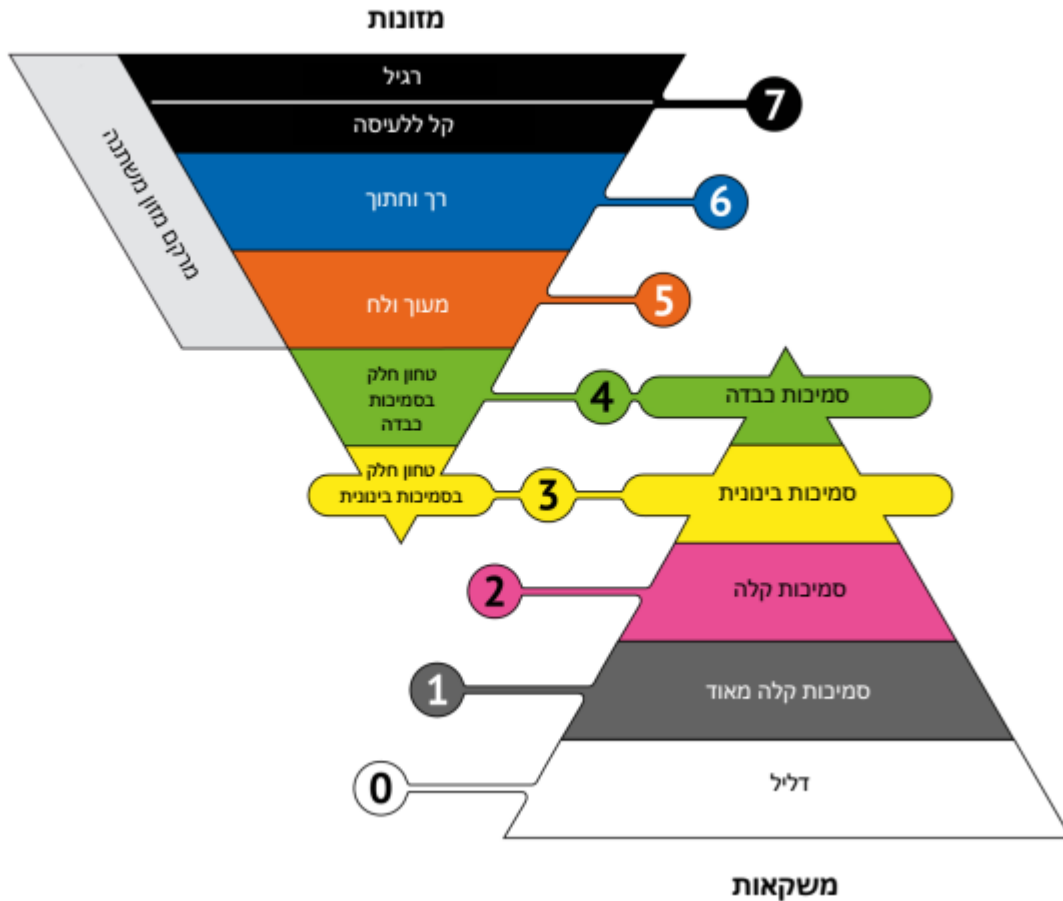 מזונות
רגיל
7
קל ללעיסה
מרקם מזון משתנה
רך וחתוך
6
מעוך ולח
5
טחון חלק
בסמיכות
כבדה
4
סמיכות כבדה
טחון חלק
בסמיכות בינונית
3
סמיכות בינונית
2
סמיכות קלה
1
סמיכות קלה מאוד
0
דליל
משקאות